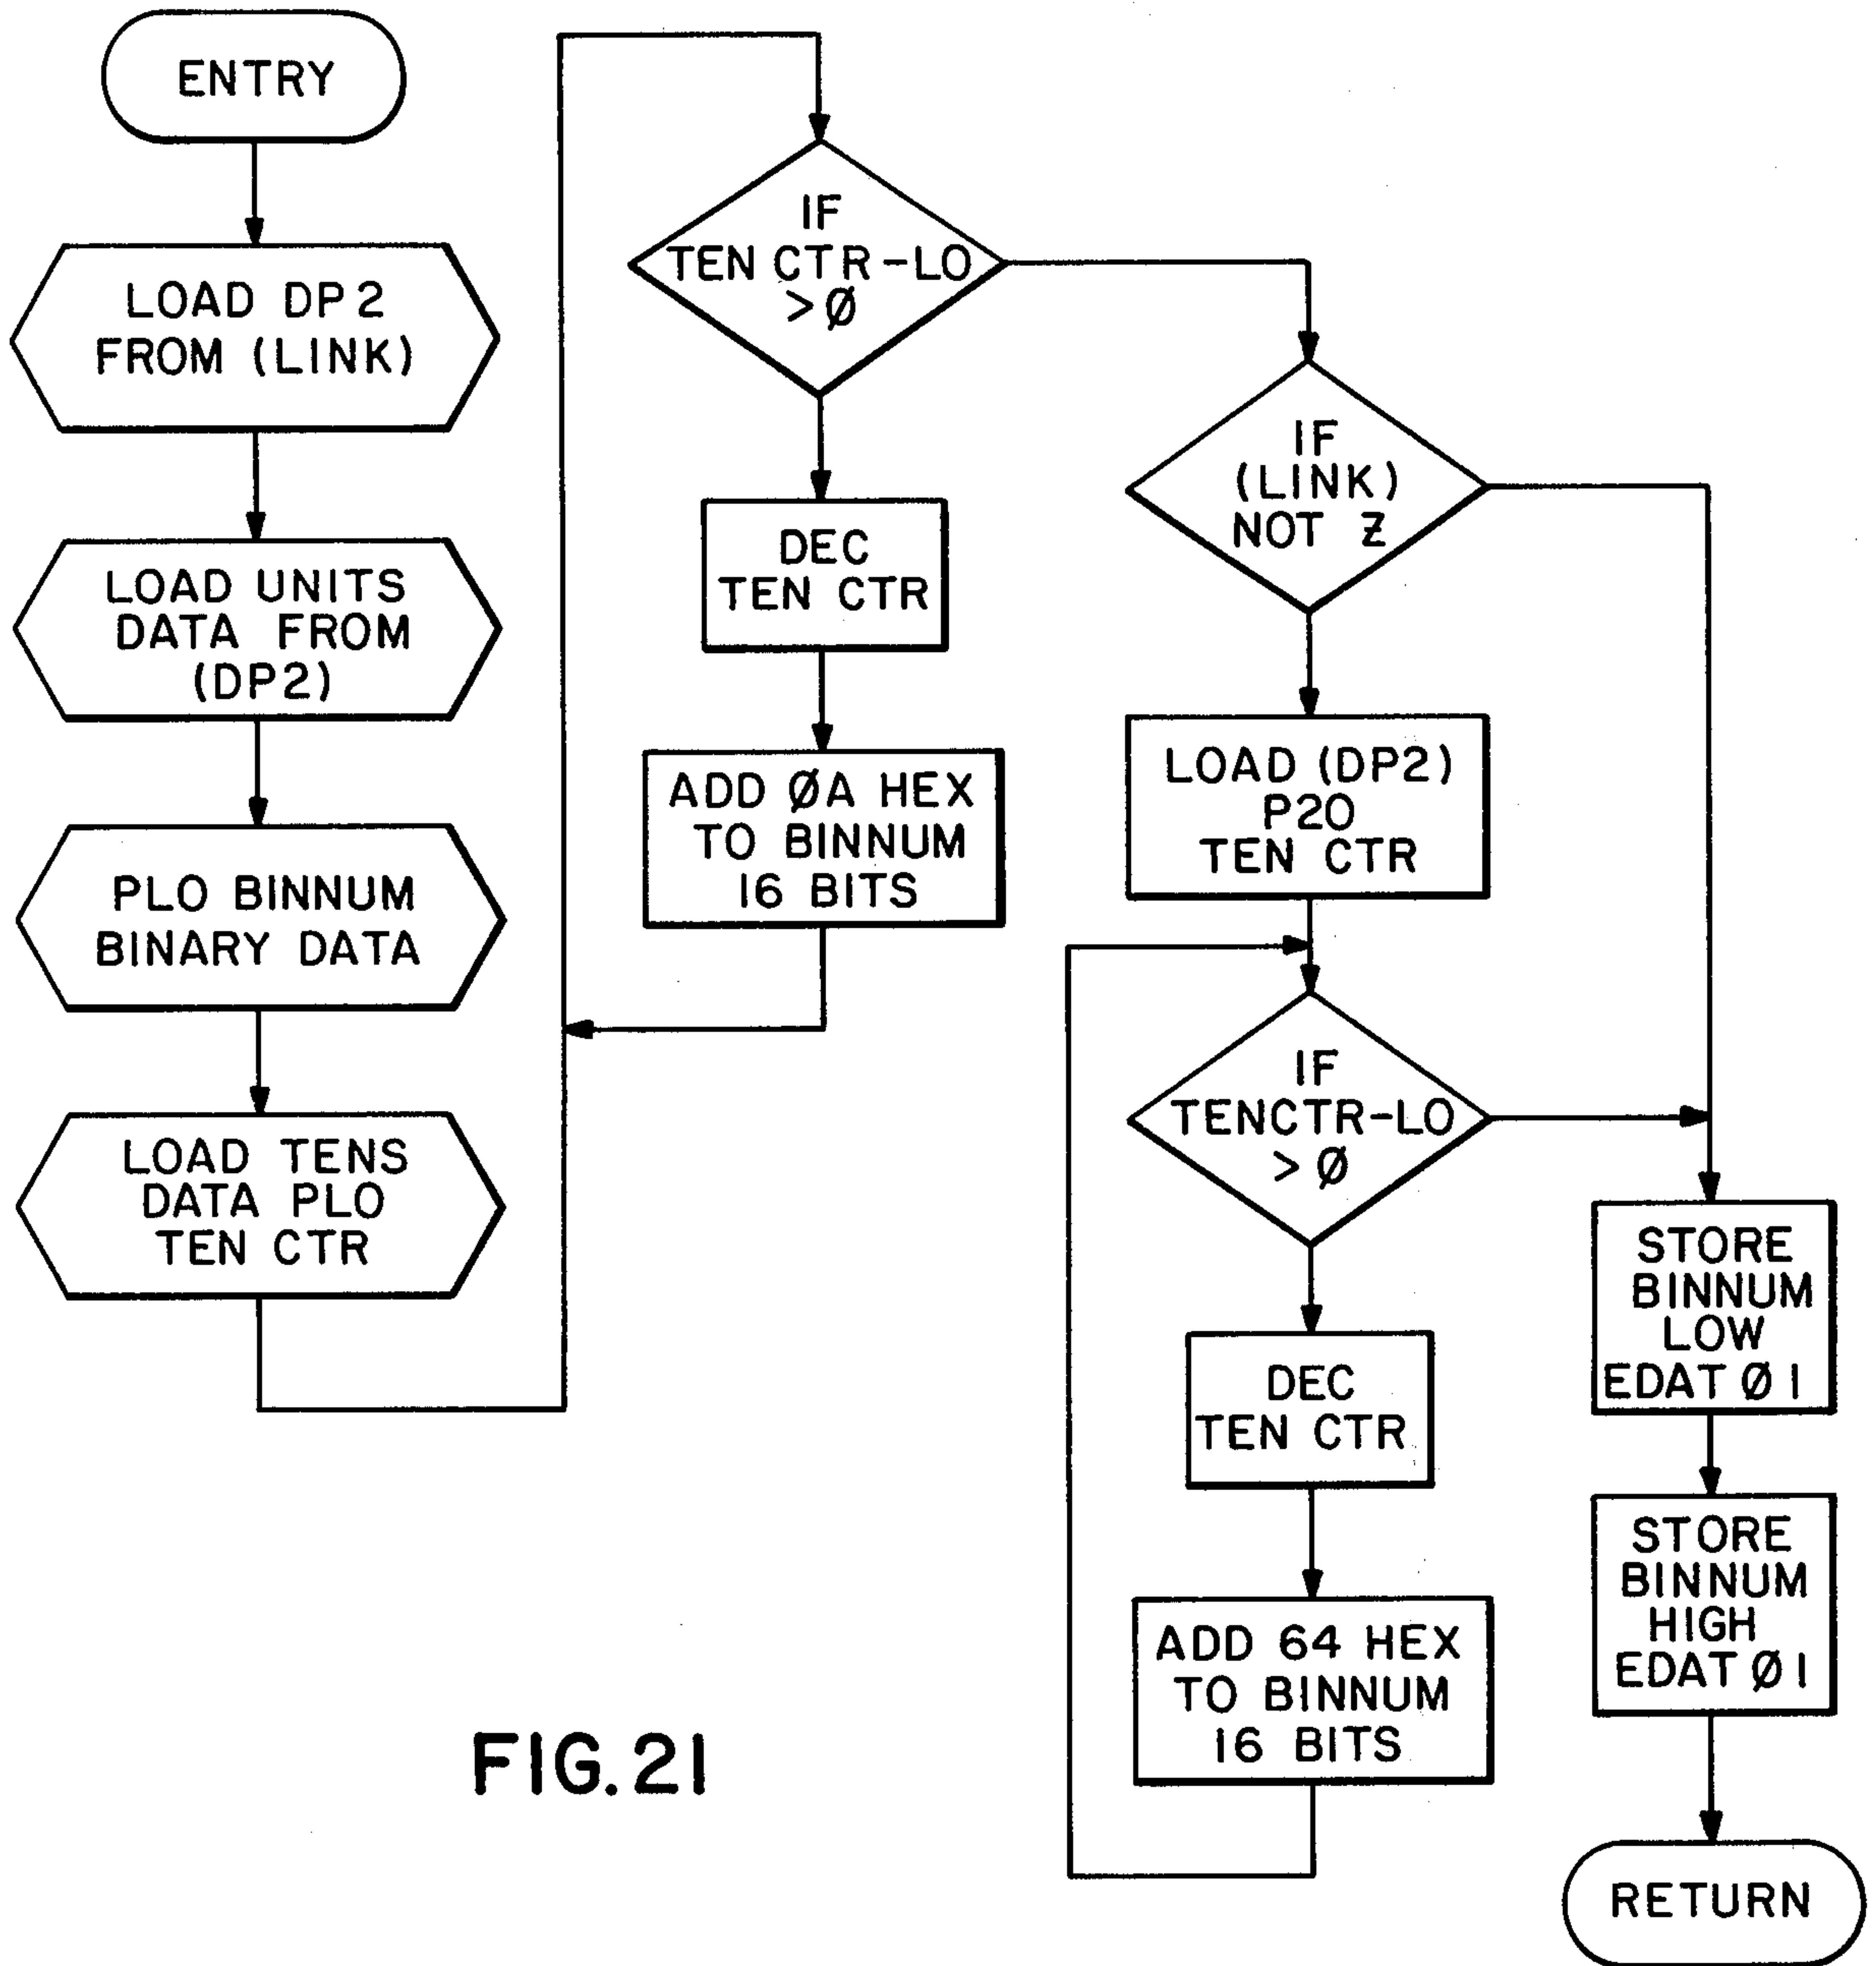 ENTRY
LOAD DP2
FROM (LINK)
LOAD UNITS
DATA FROM
(DP2)
PLO BINNUM
BINARY DATA
LOAD TENS
DATA PLO
TEN CTR
IF
TEN CTR-LO
>Ø
DEC
TEN CTR
ADD ØA HEX
TO BINNUM
16 BITS
IF
(LINK)
NOT Z
LOAD (DP2)
P20
TEN CTR
IF
TENCTR-LO
>Ø
DEC
TEN CTR
ADD 64 HEX
TO BINNUM
16 BITS
STORE
BINNUM
LOW
EDAT Ø1
STORE
BINNUM
HIGH
EDAT Ø1
RETURN
FIG. 21